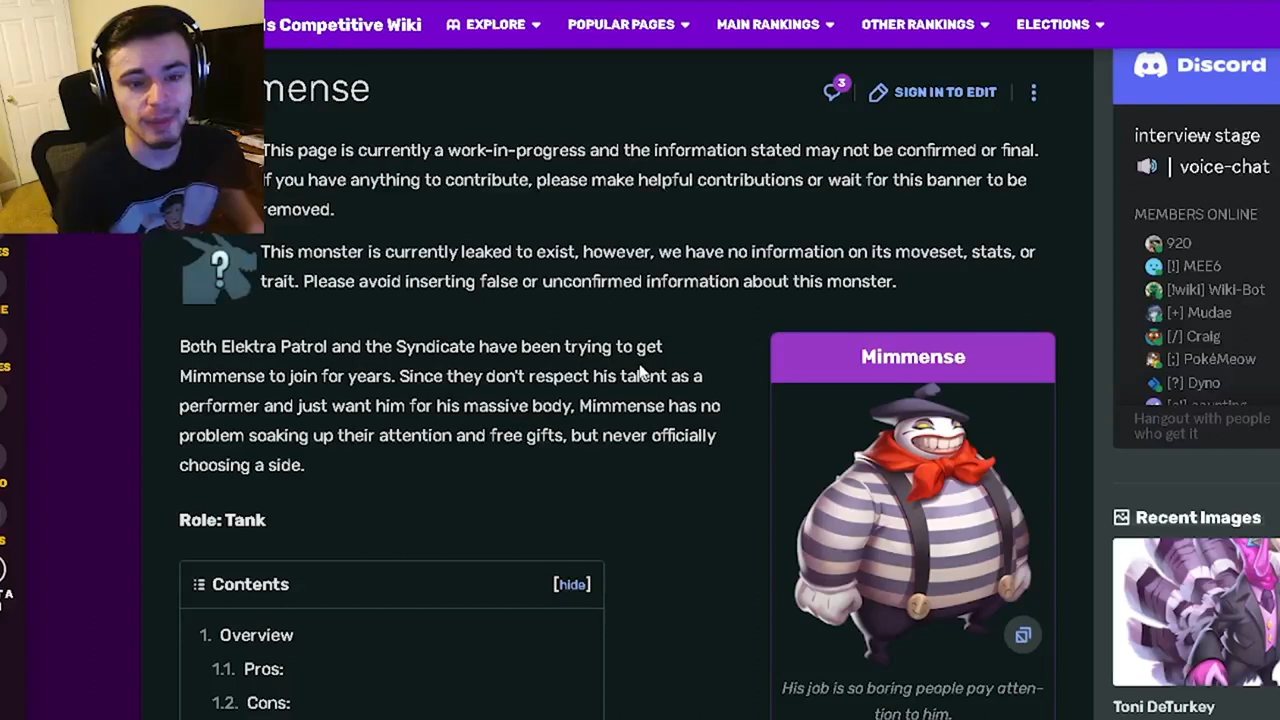 ls Competitive Wiki
EXPLORE
POPULAR PAGES
MAIN RANKINGS
OTHER RANKINGS
ELECTIONS
mense
3
SIGN IN TO EDIT
This page is currently a work-in-progress and the information stated may not be confirmed or final.
If you have anything to contribute, please make helpful contributions or wait for this banner to be
removed.
?
This monster is currently leaked to exist, however, we have no information on its moveset, stats, or
trait. Please avoid inserting false or unconfirmed information about this monster.
Both Elektra Patrol and the Syndicate have been trying to get
Mimmense to join for years. Since they don't respect his talent as a
performer and just want him for his massive body, Mimmense has no
problem soaking up their attention and free gifts, but never officially
choosing a side.
Role: Tank
Contents [hide]
1. Overview
1.1. Pros:
1.2. Cons:
Mimmense
His job is so boring people pay atten-
tion to him.
Discord
interview stage
| voice-chat
MEMBERS ONLINE
920
[!] MEE6
[!wiki] Wiki-Bot
[+] Mudae
[/] Craig
[;] PokéMeow
[?] Dyno
Hangout with people
who get it
Recent Images
Toni DeTurkey